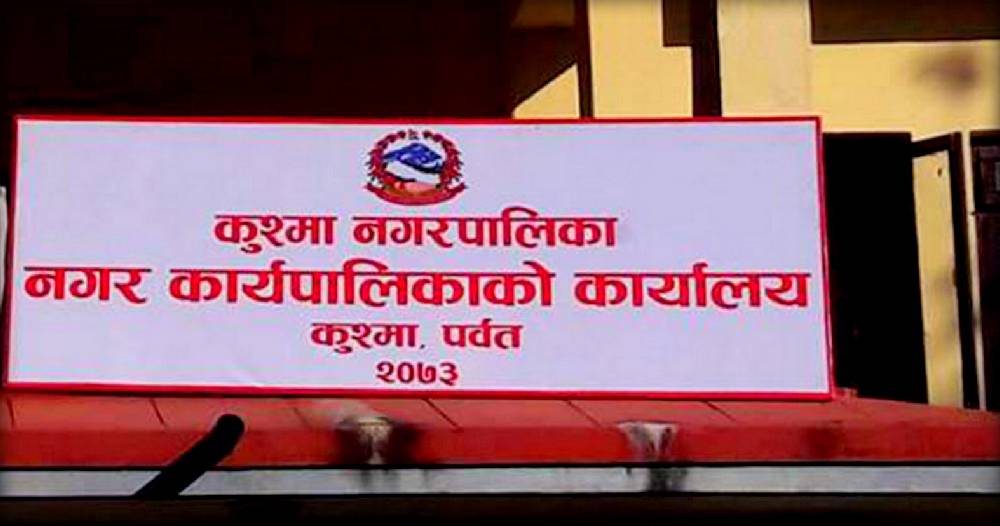 कुश्मा नगरपालिका
नगर कार्यपालिकाको कार्यालय
कुश्मा, पर्वत
२०७३